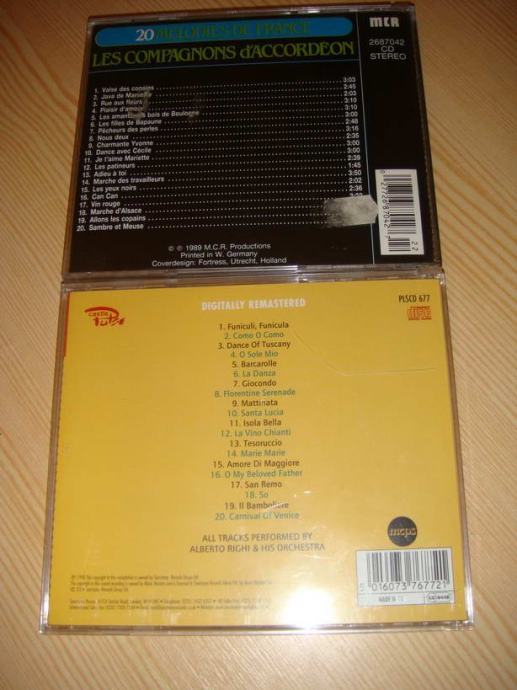 20 MELODIES DE FRANCE
LES COMPAGNONS d'ACCORDÉON
MCR
2687042
CD
STEREO
1. Valse des copains 3:03
2. Java de Marseille 2:45
3. Rue aux fleurs 2:03
4. Plaisir d'amour 3:10
5. Les amants du bois de Boulogne 3:10
6. Les filles de Bapaune 3:00
7. Pêcheurs des perles 2:48
8. Nous deux 3:16
9. Charmante Yvonne 2:35
10. Dance avec Cécile 3:00
11. Je t'aime Mariette 3:00
12. Les patineurs 2:39
13. Adieu à toi 1:45
14. Marche des travailleurs 3:50
15. Les yeux noirs 2:02
16. Can Can 2:36
17. Vin rouge
18. Marche d'Alsace
19. Allons les copains
20. Sambre et Meuse
℗ © 1989 M.C.R. Productions
Printed in W. Germany
Coverdesign: Fortress, Utrecht, Holland
castle
Pulse
DIGITALLY REMASTERED
PLSCD 677
1. Funiculi, Funicula
2. Como O Como
3. Dance Of Tuscany
4. O Sole Mio
5. Barcarolle
6. La Danza
7. Giocondo
8. Florentine Serenade
9. Mattinata
10. Santa Lucia
11. Isola Bella
12. La Vino Chianti
13. Tesoruccio
14. Marie Marie
15. Amore Di Maggiore
16. O My Beloved Father
17. San Remo
18. So
19. Il Bamboliere
20. Carnival Of Venice
ALL TRACKS PERFORMED BY
ALBERTO RIGHI & HIS ORCHESTRA
mcps
5 016073 767721